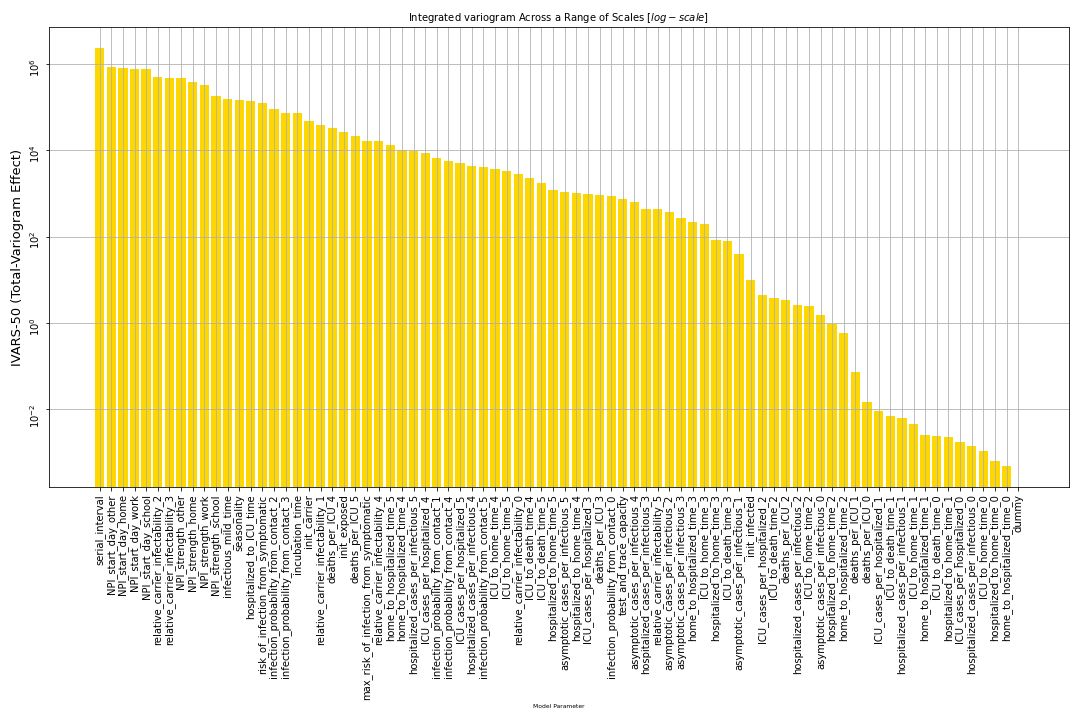 Integrated variogram Across a Range of Scales [log − scale]
IVARS-50 (Total-Variogram Effect)
10^6
10^4
10^2
10^0
10^−2
serial_interval
NPI_start_day_other
NPI_start_day_home
NPI_start_day_work
NPI_start_day_school
relative_carrier_infectability_2
relative_carrier_infectability_3
NPI_strength_other
NPI_strength_home
NPI_strength_work
NPI_strength_school
infectious_mild_time
seasonality
hospitalized_to_ICU_time
risk_of_infection_from_symptomatic
infection_probability_from_contact_2
infection_probability_from_contact_3
incubation_time
init_carrier
relative_carrier_infectability_1
deaths_per_ICU_4
init_exposed
deaths_per_ICU_5
max_risk_of_infection_from_symptomatic
relative_carrier_infectability_4
home_to_hospitalized_time_5
home_to_hospitalized_time_4
hospitalized_cases_per_infectious_5
ICU_cases_per_hospitalized_4
infection_probability_from_contact_1
infection_probability_from_contact_4
ICU_cases_per_hospitalized_5
hospitalized_cases_per_infectious_4
infection_probability_from_contact_5
ICU_to_home_time_4
ICU_to_home_time_5
relative_carrier_infectability_0
ICU_to_death_time_4
ICU_to_death_time_5
hospitalized_to_home_time_5
asymptotic_cases_per_infectious_5
hospitalized_to_home_time_4
ICU_cases_per_hospitalized_3
deaths_per_ICU_3
infection_probability_from_contact_0
test_and_trace_capacity
asymptotic_cases_per_infectious_4
hospitalized_cases_per_infectious_3
relative_carrier_infectability_5
asymptotic_cases_per_infectious_2
asymptotic_cases_per_infectious_3
home_to_hospitalized_time_3
ICU_to_home_time_3
hospitalized_to_home_time_3
ICU_to_death_time_3
asymptotic_cases_per_infectious_1
init_infected
ICU_cases_per_hospitalized_2
ICU_to_death_time_2
deaths_per_ICU_2
hospitalized_cases_per_infectious_2
ICU_to_home_time_2
asymptotic_cases_per_infectious_0
hospitalized_to_home_time_2
home_to_hospitalized_time_2
deaths_per_ICU_1
deaths_per_ICU_0
ICU_cases_per_hospitalized_1
ICU_to_death_time_1
hospitalized_cases_per_infectious_1
ICU_to_home_time_1
home_to_hospitalized_time_1
ICU_to_death_time_0
hospitalized_to_home_time_1
ICU_cases_per_hospitalized_0
hospitalized_cases_per_infectious_0
ICU_to_home_time_0
hospitalized_to_home_time_0
home_to_hospitalized_time_0
dummy
Model Parameter